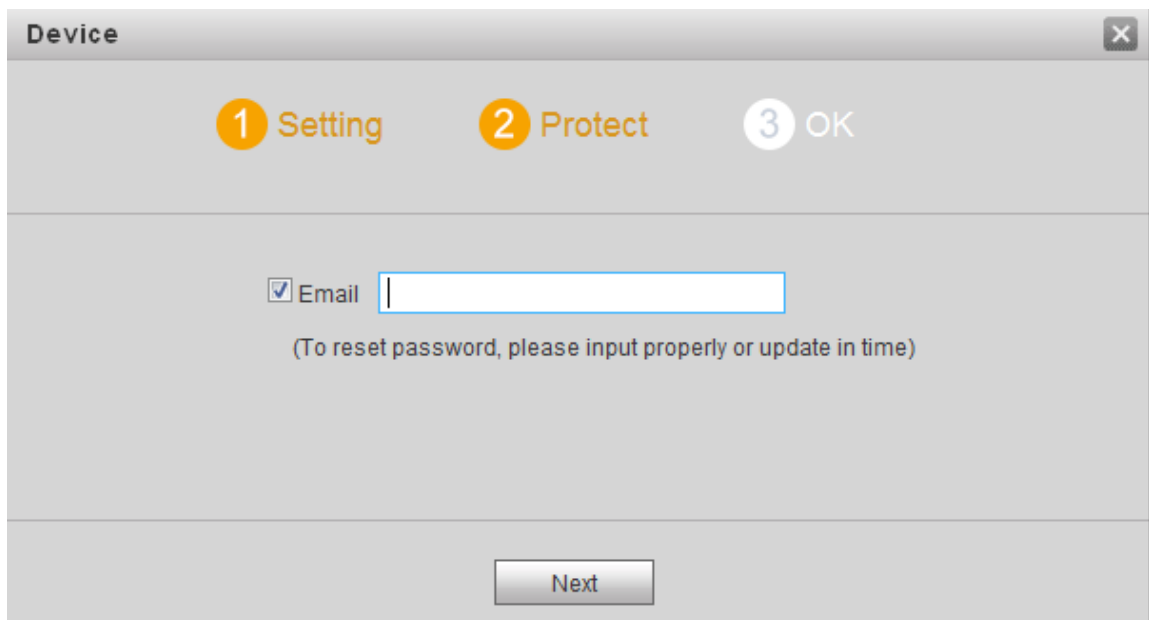 Device
1 Setting 2 Protect 3 OK
Email
(To reset password, please input properly or update in time)
Next